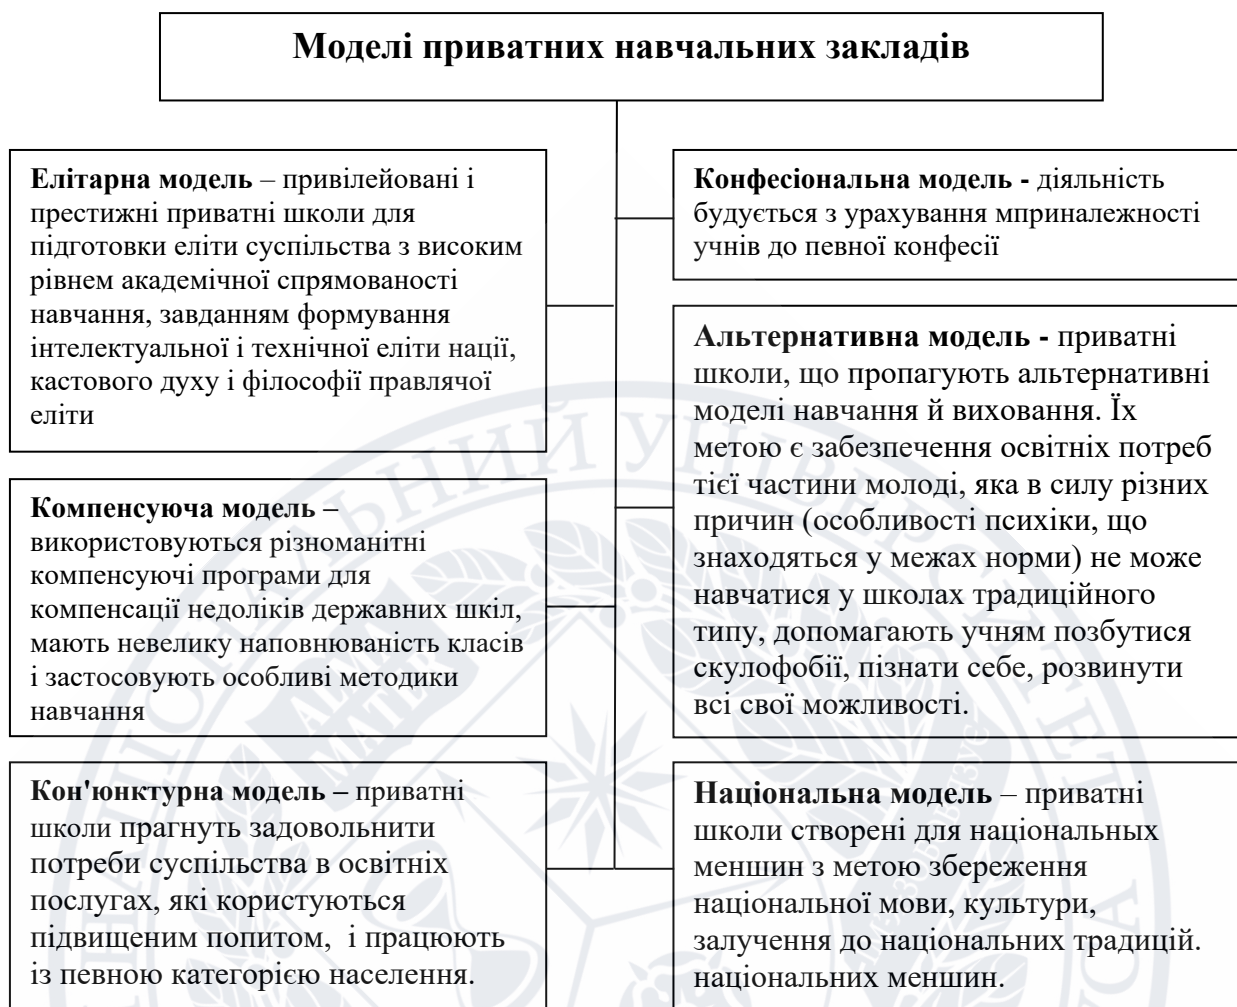 Моделі приватних навчальних закладів
Елітарна модель – привілейовані і
престижні приватні школи для
підготовки еліти суспільства з високим
рівнем академічної спрямованості
навчання, завданням формування
інтелектуальної і технічної еліти нації,
кастового духу і філософії правлячої
еліти
Компенсуюча модель –
використовуються різноманітні
компенсуючі програми для
компенсації недоліків державних шкіл,
мають невелику наповнюваність класів
і застосовують особливі методики
навчання
Кон'юнктурна модель – приватні
школи прагнуть задовольнити
потреби суспільства в освітніх
послугах, які користуються
підвищеним попитом, і працюють
із певною категорією населення.
Конфесіональна модель - діяльність
будується з урахування мприналежності
учнів до певної конфесії
Альтернативна модель - приватні
школи, що пропагують альтернативні
моделі навчання й виховання. Їх
метою є забезпечення освітніх потреб
тієї частини молоді, яка в силу різних
причин (особливості психіки, що
знаходяться у межах норми) не може
навчатися у школах традиційного
типу, допомагають учням позбутися
скулофобії, пізнати себе, розвинути
всі свої можливості.
Національна модель – приватні
школи створені для національных
меншин з метою збереження
національної мови, культури,
залучення до національних традицій.
національних меншин.
ALMA
MATER
УНІВЕРСИТЕТ